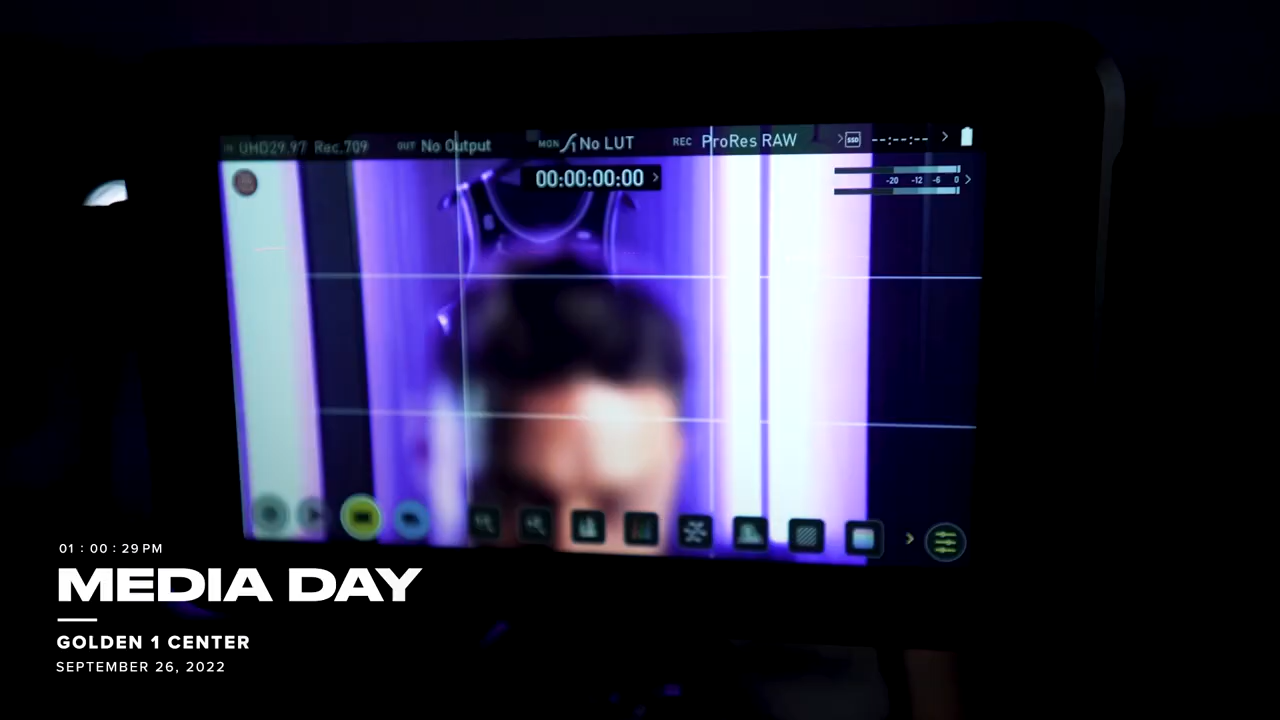 IN UHD29.97 Rec.709 OUT No Output MON No LUT REC ProRes RAW SSD --:--:--
00:00:00:00
-20 -12 -6 0
01 : 00 : 29 PM
MEDIA DAY
GOLDEN 1 CENTER
SEPTEMBER 26, 2022